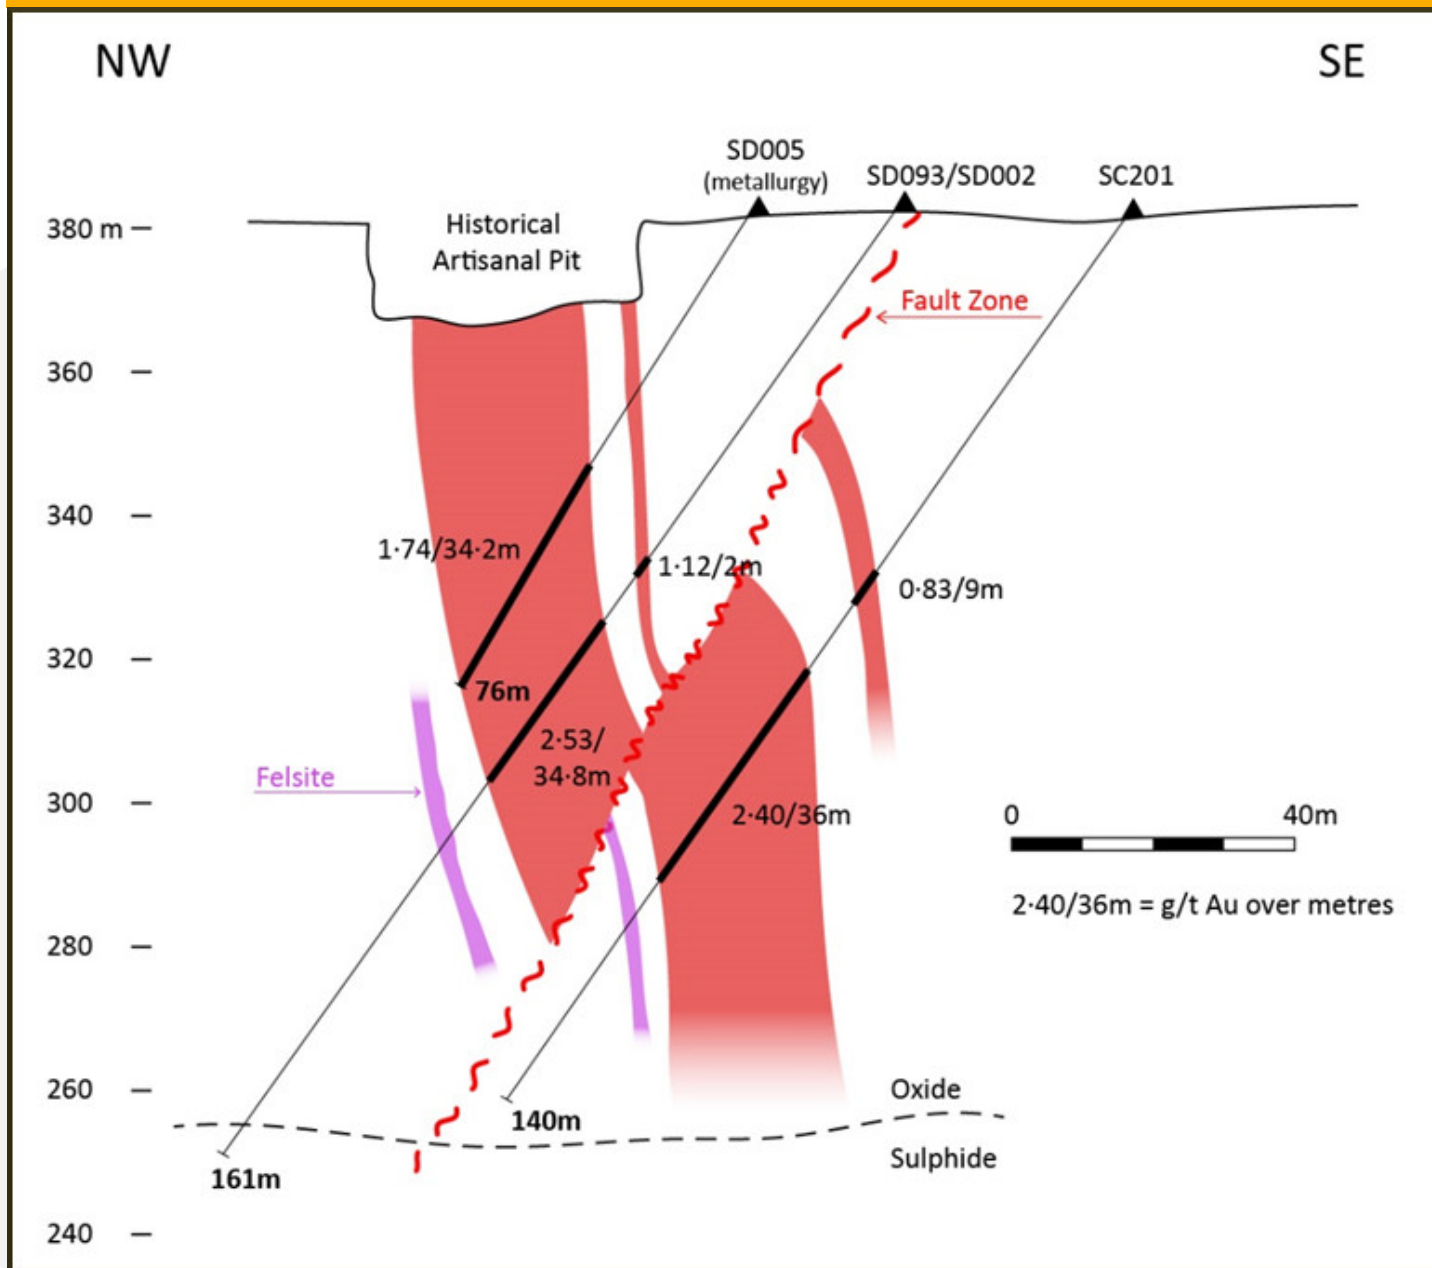 NW
SE
SD005
(metallurgy)
SD093/SD002
SC201
380 m
Historical
Artisanal Pit
Fault Zone
360
340
1·74/34·2m
1·12/2m
0·83/9m
320
76m
2·53/
34·8m
Felsite
300
2·40/36m
0
40m
2·40/36m = g/t Au over metres
280
260
Oxide
140m
Sulphide
161m
240